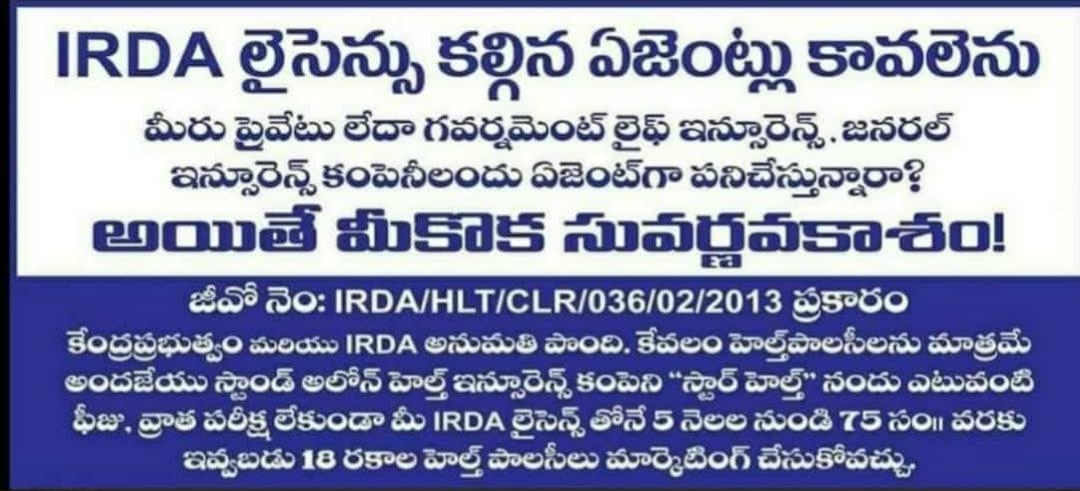 IRDA లైసెన్సు కల్గిన ఏజెంట్లు కావలెను
మీరు ప్రైవేటు లేదా గవర్నమెంట్ లైఫ్ ఇన్సూరెన్స్. జనరల్
ఇన్సూరెన్స్ కంపెనీలందు ఏజెంట్‌గా పనిచేస్తున్నారా?
అయితే మీకొక సువర్ణవకాశం!
జీవో నెం: IRDA/HLT/CLR/036/02/2013 ప్రకారం
కేంద్రప్రభుత్వం మరియు IRDA అనుమతి పొంది. కేవలం హెల్త్‌పాలసీలను మాత్రమే
అందజేయు స్టాండ్ అలోన్ హెల్త్ ఇన్సూరెన్స్ కంపెని "స్టార్ హెల్త్" నందు ఎటువంటి
ఫీజు, వ్రాత పరీక్ష లేకుండా మీ IRDA లైసెన్స్ తోనే 5 నెలల నుండి 75 సం॥ వరకు
ఇవ్వబడు 18 రకాల హెల్త్ పాలసీలు మార్కెటింగ్ చేసుకోవచ్చు.